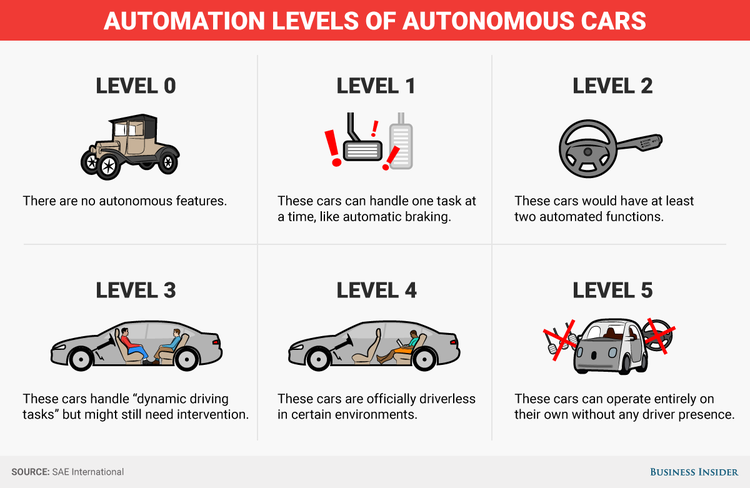 AUTOMATION LEVELS OF AUTONOMOUS CARS
LEVEL 0
There are no autonomous features.
LEVEL 1
These cars can handle one task at
a time, like automatic braking.
LEVEL 2
These cars would have at least
two automated functions.
LEVEL 3
These cars handle “dynamic driving
tasks” but might still need intervention.
LEVEL 4
These cars are officially driverless
in certain environments.
LEVEL 5
These cars can operate entirely on
their own without any driver presence.
SOURCE: SAE International
BUSINESS INSIDER